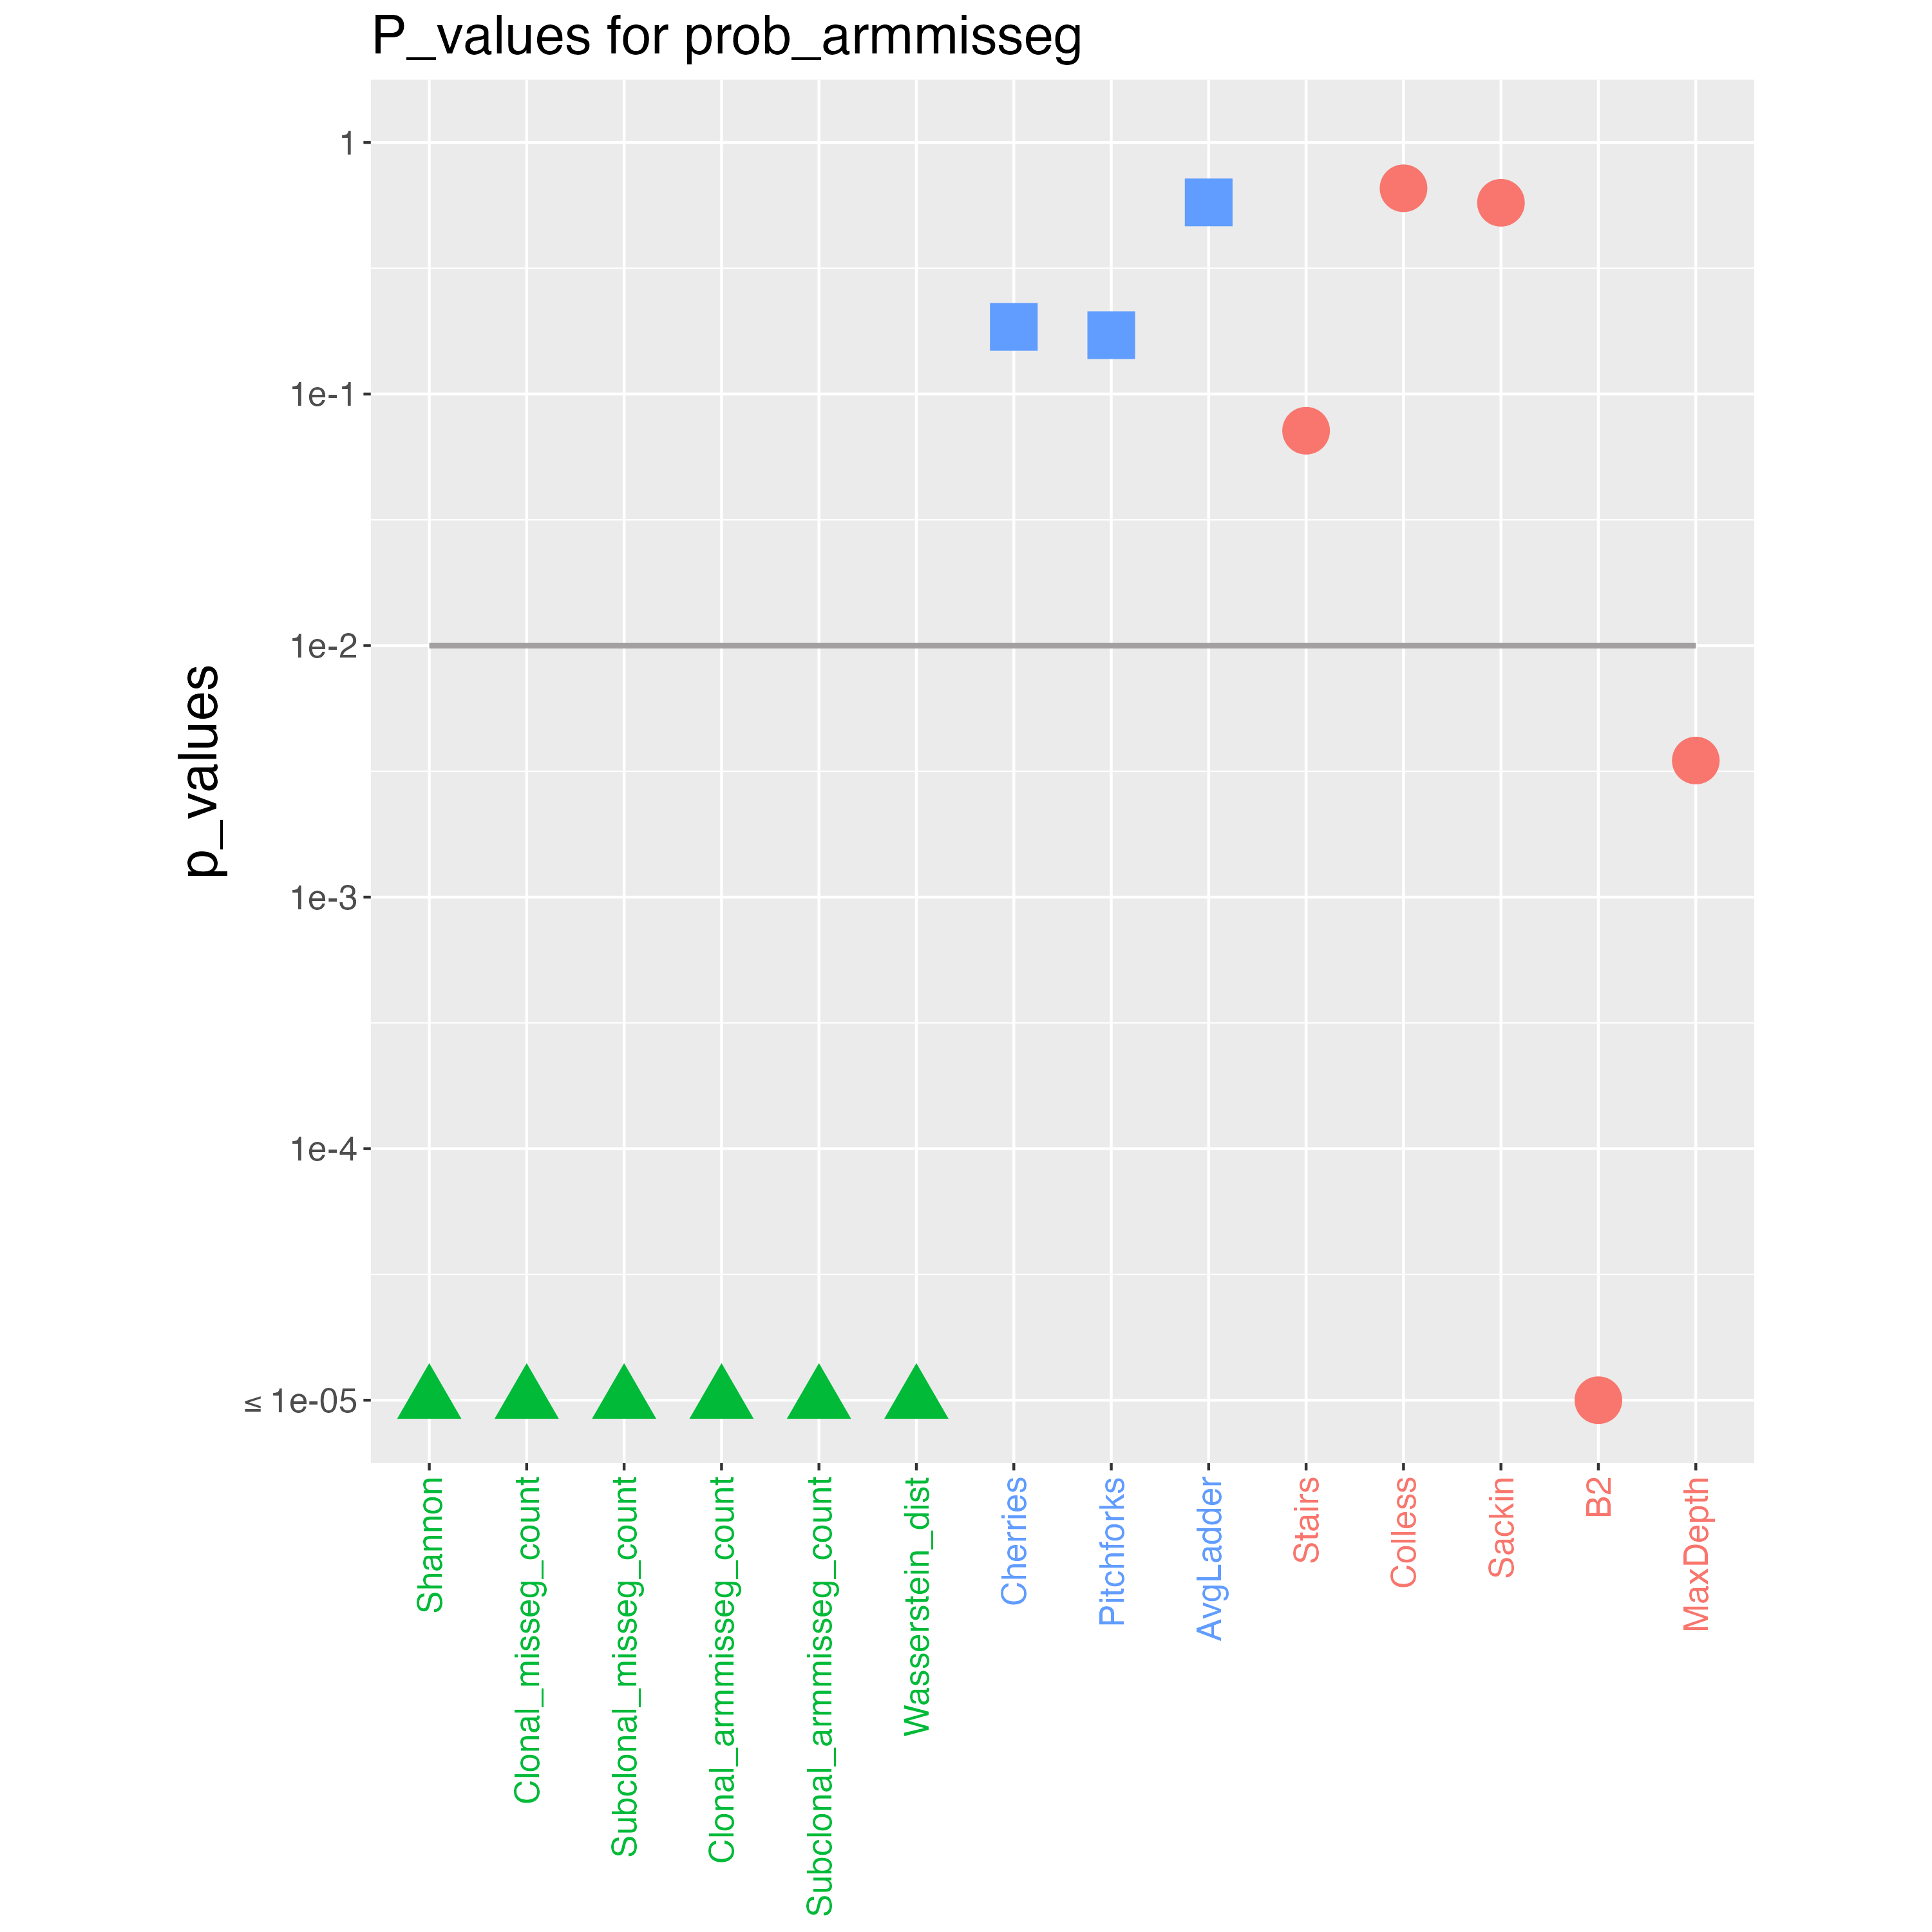 P_values for prob_armmisseg
p_values
1
1e-1
1e-2
1e-3
1e-4
≤ 1e-05
Shannon
Clonal_misseg_count
Subclonal_misseg_count
Clonal_armmisseg_count
Subclonal_armmisseg_count
Wasserstein_dist
Cherries
Pitchforks
AvgLadder
Stairs
Colless
Sackin
B2
MaxDepth